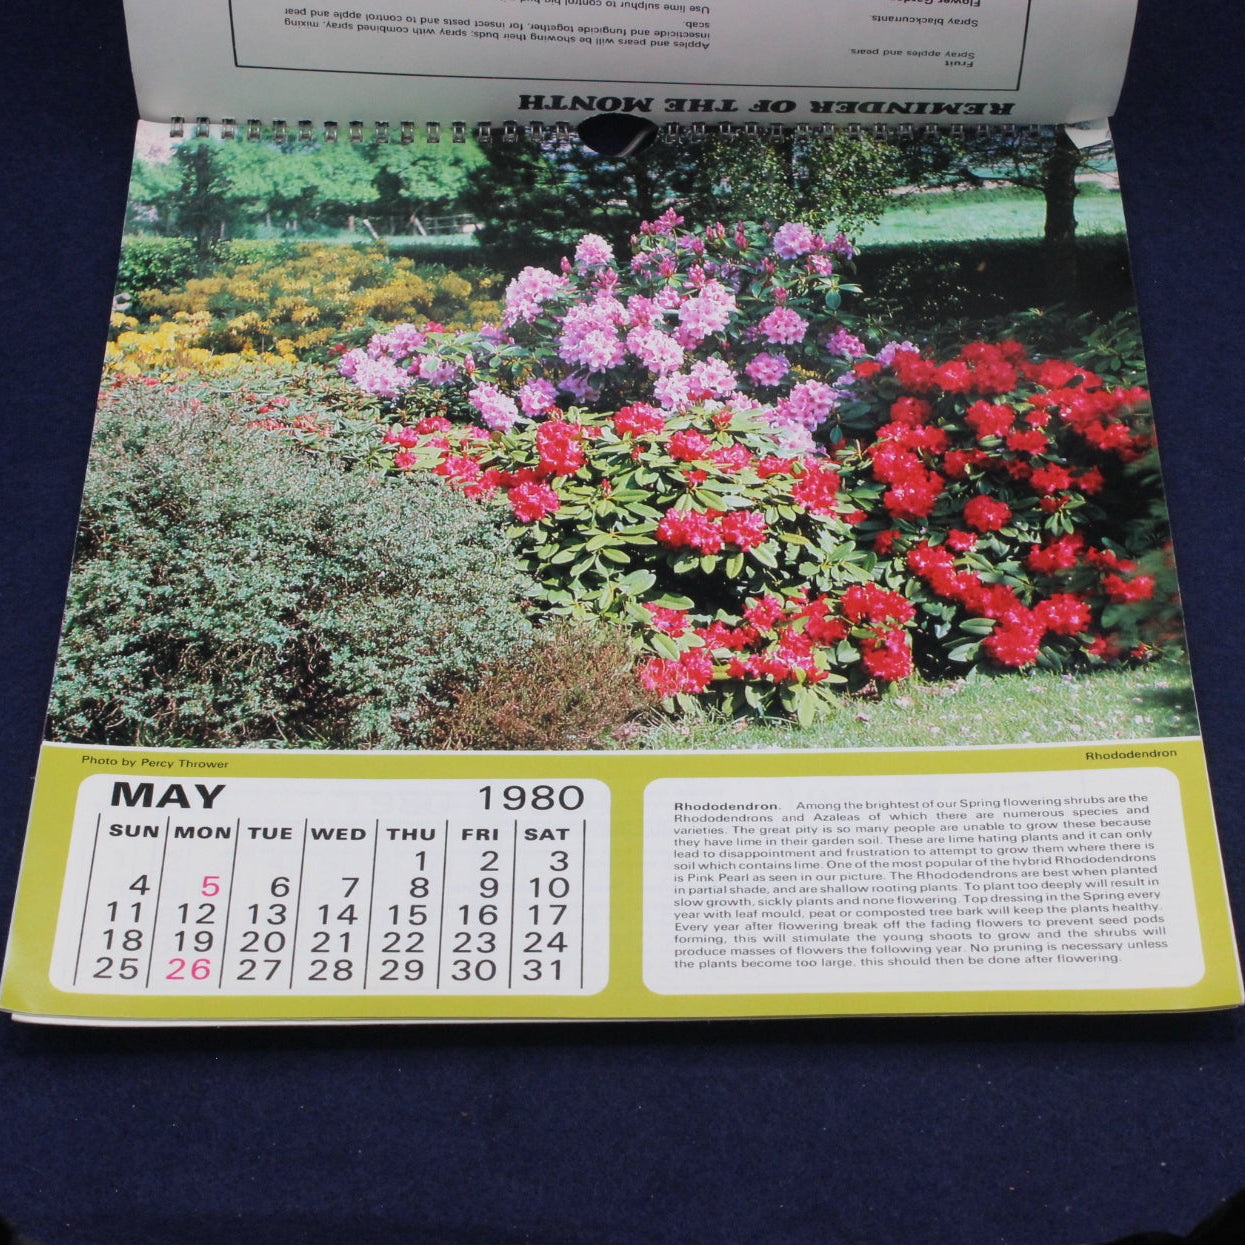 REMINDER OF THE MONTH
Fruit
Spray apples and pears
Spray blackcurrants
Apples and pears will be showing their buds; spray with combined spray, mixing
insecticide and fungicide together, for insect pests and to control apple and pear
scab.
Use lime sulphur to control big bud
Photo by Percy Thrower
Rhododendron
MAY 1980
SUN MON TUE WED THU FRI SAT
1 2 3
4 5 6 7 8 9 10
11 12 13 14 15 16 17
18 19 20 21 22 23 24
25 26 27 28 29 30 31
Rhododendron. Among the brightest of our Spring flowering shrubs are the
Rhododendrons and Azaleas of which there are numerous species and
varieties. The great pity is so many people are unable to grow these because
they have lime in their garden soil. These are lime hating plants and it can only
lead to disappointment and frustration to attempt to grow them where there is
soil which contains lime. One of the most popular of the hybrid Rhododendrons
is Pink Pearl as seen in our picture. The Rhododendrons are best when planted
in partial shade, and are shallow rooting plants. To plant too deeply will result in
slow growth, sickly plants and none flowering. Top dressing in the Spring every
year with leaf mould, peat or composted tree bark will keep the plants healthy.
Every year after flowering break off the fading flowers to prevent seed pods
forming, this will stimulate the young shoots to grow and the shrubs will
produce masses of flowers the following year. No pruning is necessary unless
the plants become too large, this should then be done after flowering.